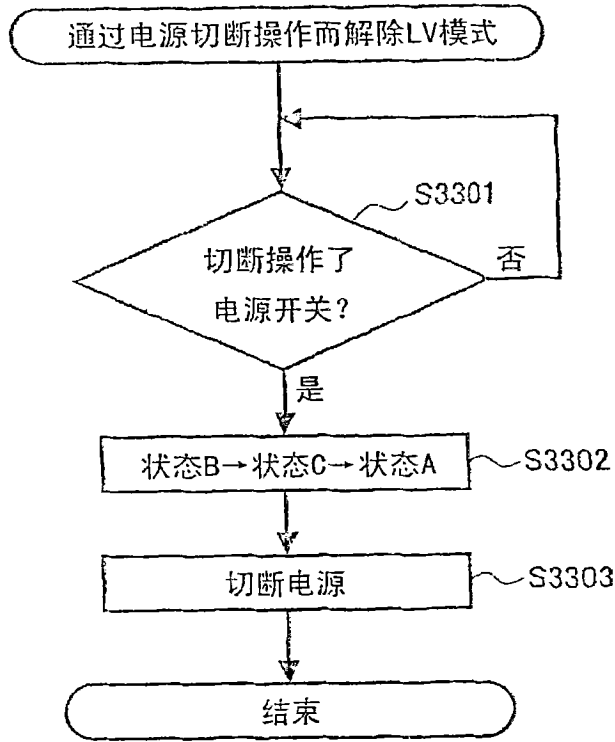 通过电源切断操作而解除LV模式
S3301
切断操作了
电源开关？
否
是
状态B→状态C→状态A
S3302
切断电源
S3303
结束